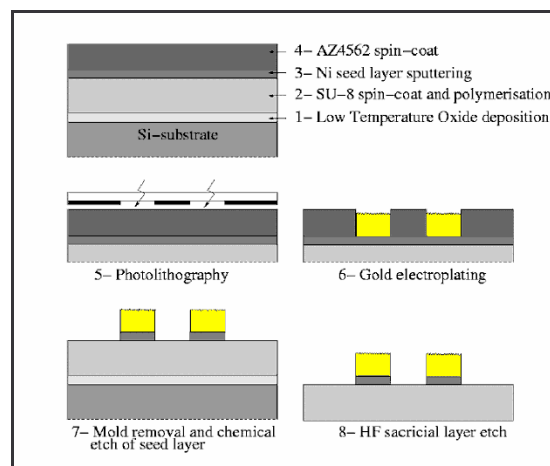 4– AZ4562 spin–coat
3– Ni seed layer sputtering
2– SU–8 spin–coat and polymerisation
1– Low Temperature Oxide deposition
Si–substrate
5– Photolithography
6– Gold electroplating
7– Mold removal and chemical
etch of seed layer
8– HF sacricial layer etch